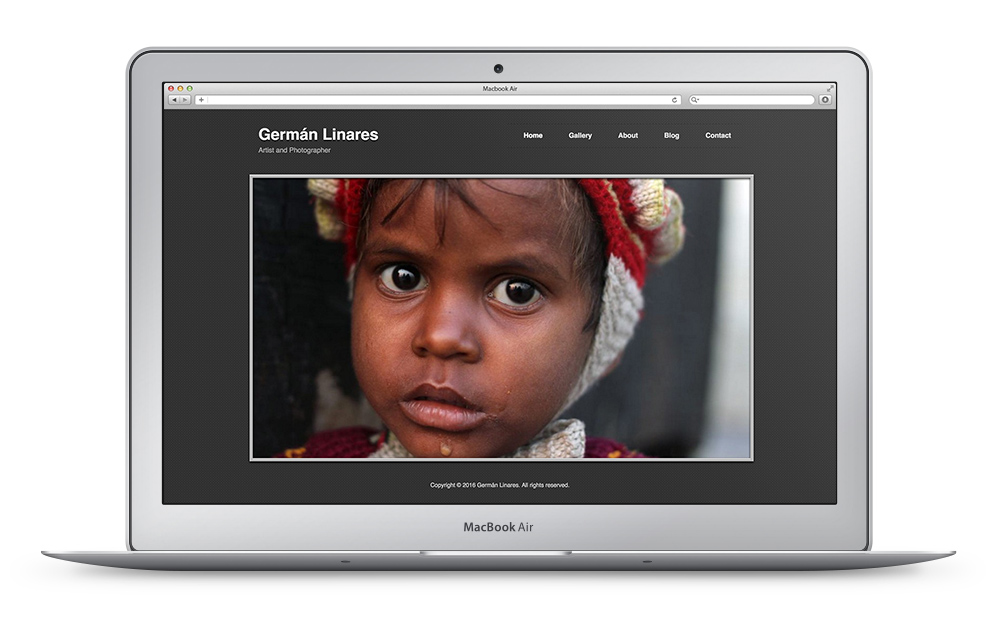 Macbook Air
Germán Linares
Home Gallery About Blog Contact
Artist and Photographer
Copyright © 2016 Germán Linares. All rights reserved.
MacBook Air